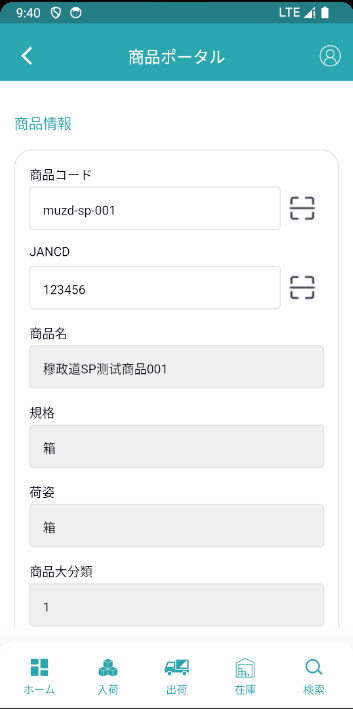 9:40
LTE
商品ポータル
商品情報
商品コード
muzd-sp-001
JANCD
123456
商品名
穆政道SP测试商品001
規格
箱
荷姿
箱
商品大分類
1
ホーム
入荷
出荷
在庫
検索